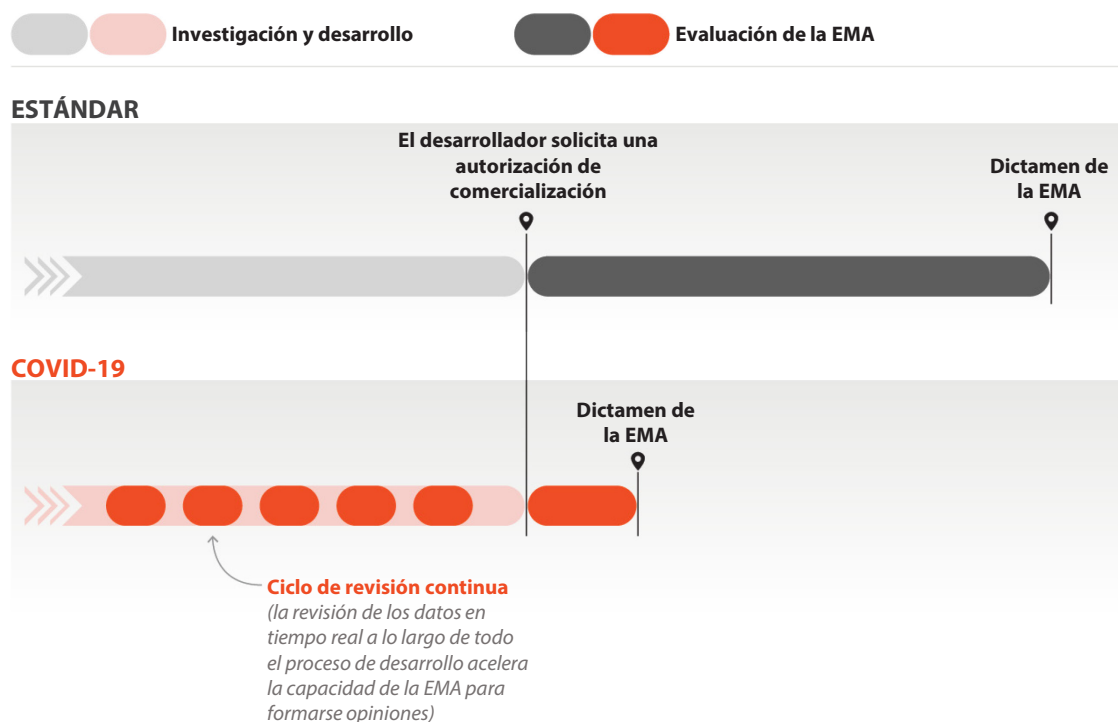 Investigación y desarrollo
Evaluación de la EMA
ESTÁNDAR
El desarrollador solicita una
autorización de
comercialización
Dictamen de
la EMA
COVID-19
Dictamen de
la EMA
Ciclo de revisión continua
(la revisión de los datos en
tiempo real a lo largo de todo
el proceso de desarrollo acelera
la capacidad de la EMA para
formarse opiniones)